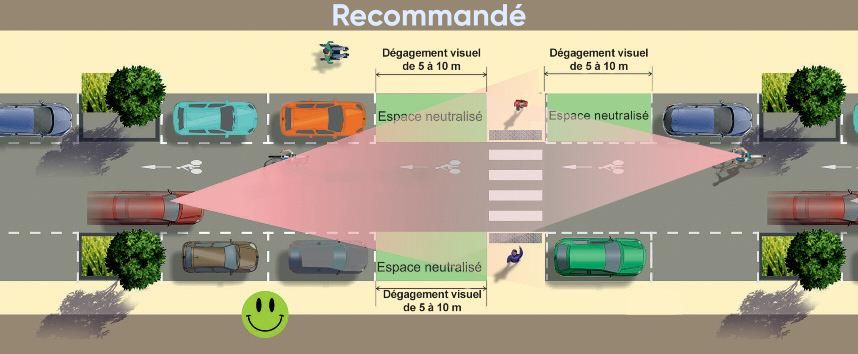 Recommandé
Dégagement visuel
de 5 à 10 m
Dégagement visuel
de 5 à 10 m
Espace neutralisé
Espace neutralisé
Espace neutralisé
Dégagement visuel
de 5 à 10 m